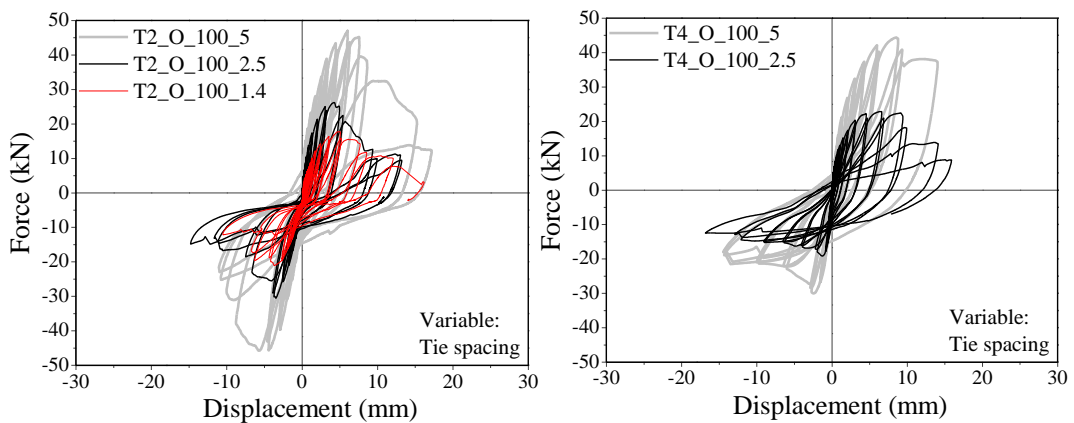 50
40
30
20
10
0
-10
-20
-30
-40
-50
Force (kN)
T2_O_100_5
T2_O_100_2.5
T2_O_100_1.4
Variable:
Tie spacing
-30 -20 -10 0 10 20 30
Displacement (mm)
50
40
30
20
10
0
-10
-20
-30
-40
-50
Force (kN)
T4_O_100_5
T4_O_100_2.5
Variable:
Tie spacing
-30 -20 -10 0 10 20 30
Displacement (mm)